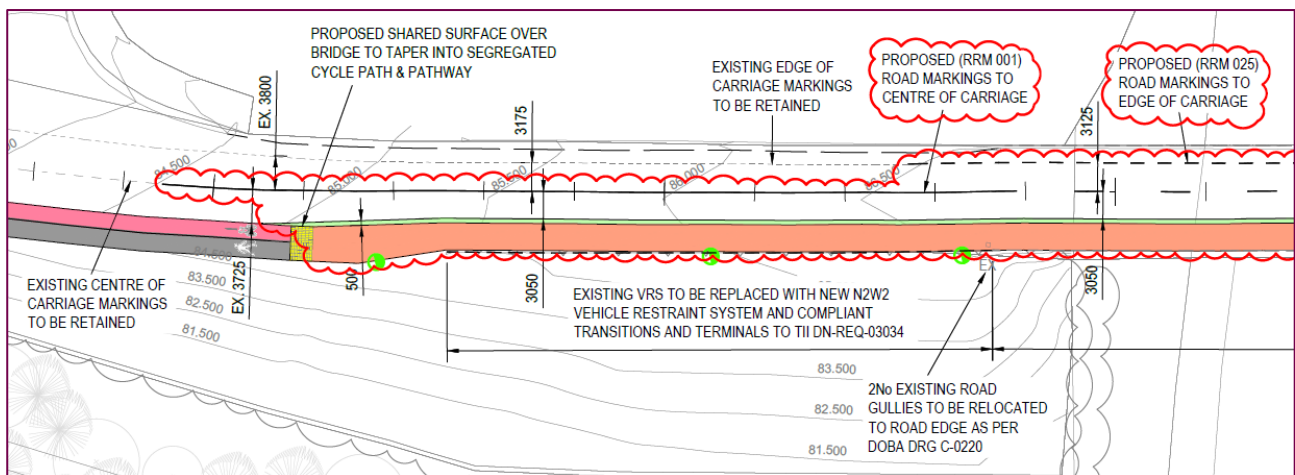 PROPOSED SHARED SURFACE OVER
BRIDGE TO TAPER INTO SEGREGATED
CYCLE PATH & PATHWAY
EX. 3800
EXISTING EDGE OF
CARRIAGE MARKINGS
TO BE RETAINED
3175
PROPOSED (RRM 001)
ROAD MARKINGS TO
CENTRE OF CARRIAGE
PROPOSED (RRM 025)
ROAD MARKINGS TO
EDGE OF CARRIAGE
3125
84.500
85.000
85.500
86.000
86.500
EXISTING CENTRE OF
CARRIAGE MARKINGS
TO BE RETAINED
EX. 3725
500
3050
3050
EX
84.500
83.500
82.500
81.500
EXISTING VRS TO BE REPLACED WITH NEW N2W2
VEHICLE RESTRAINT SYSTEM AND COMPLIANT
TRANSITIONS AND TERMINALS TO TII DN-REQ-03034
83.500
82.500
81.500
2No EXISTING ROAD
GULLIES TO BE RELOCATED
TO ROAD EDGE AS PER
DOBA DRG C-0220